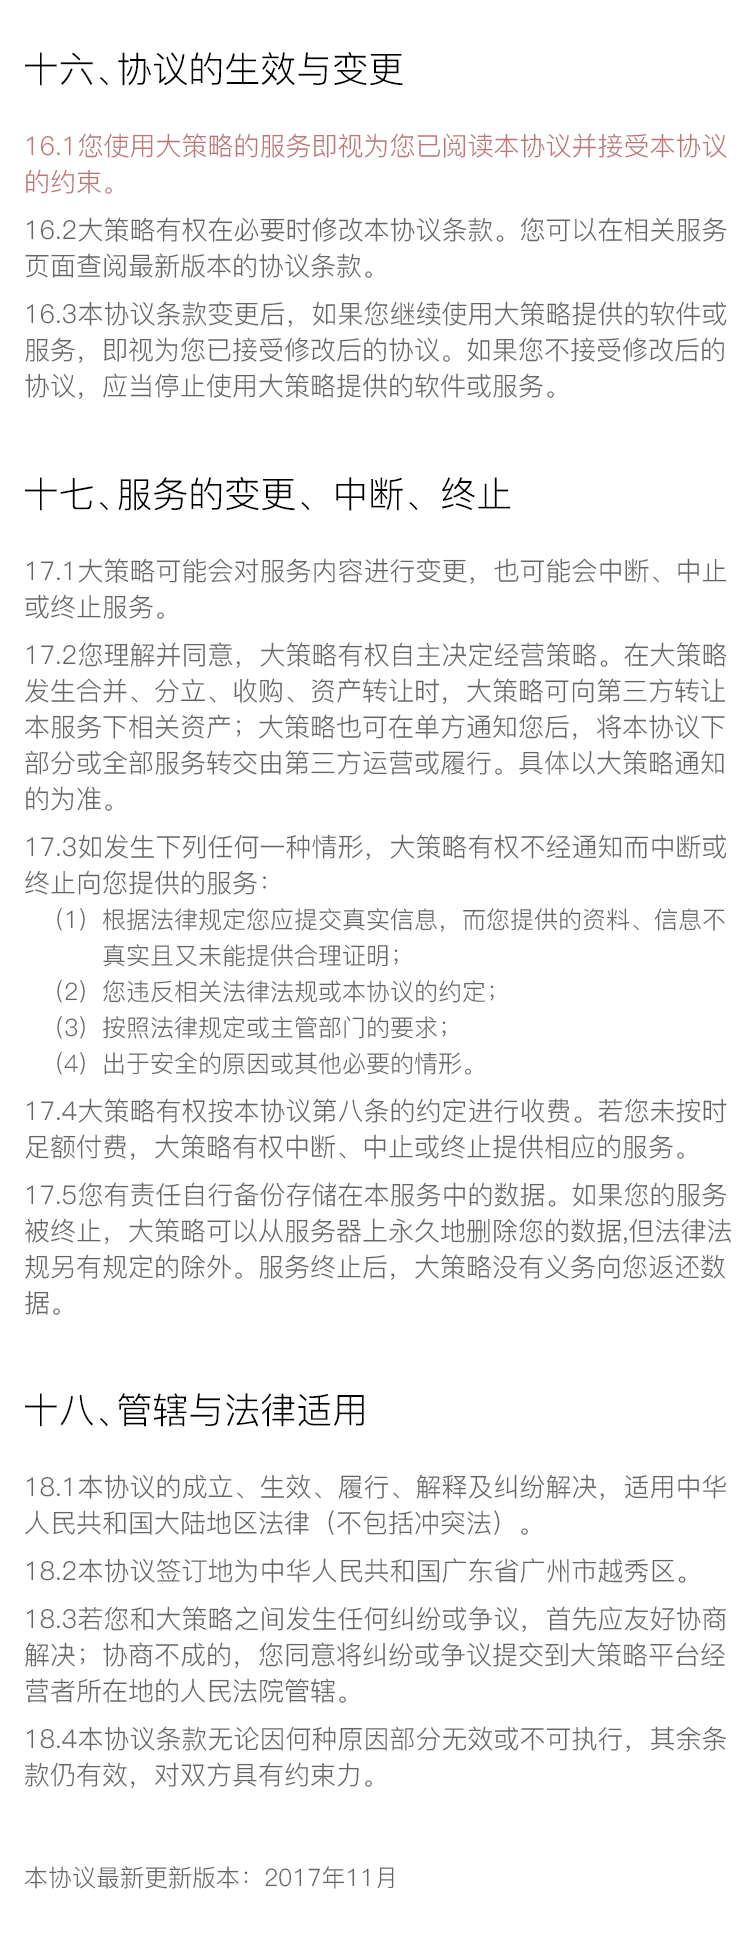 十六、协议的生效与变更
16.1您使用大策略的服务即视为您已阅读本协议并接受本协议
的约束。
16.2大策略有权在必要时修改本协议条款。您可以在相关服务
页面查阅最新版本的协议条款。
16.3本协议条款变更后，如果您继续使用大策略提供的软件或
服务，即视为您已接受修改后的协议。如果您不接受修改后的
协议，应当停止使用大策略提供的软件或服务。
十七、服务的变更、中断、终止
17.1大策略可能会对服务内容进行变更，也可能会中断、中止
或终止服务。
17.2您理解并同意，大策略有权自主决定经营策略。在大策略
发生合并、分立、收购、资产转让时，大策略可向第三方转让
本服务下相关资产；大策略也可在单方通知您后，将本协议下
部分或全部服务转交由第三方运营或履行。具体以大策略通知
的为准。
17.3如发生下列任何一种情形，大策略有权不经通知而中断或
终止向您提供的服务：
（1）根据法律规定您应提交真实信息，而您提供的资料、信息不
真实且又未能提供合理证明；
（2）您违反相关法律法规或本协议的约定；
（3）按照法律规定或主管部门的要求；
（4）出于安全的原因或其他必要的情形。
17.4大策略有权按本协议第八条的约定进行收费。若您未按时
足额付费，大策略有权中断、中止或终止提供相应的服务。
17.5您有责任自行备份存储在本服务中的数据。如果您的服务
被终止，大策略可以从服务器上永久地删除您的数据,但法律法
规另有规定的除外。服务终止后，大策略没有义务向您返还数
据。
十八、管辖与法律适用
18.1本协议的成立、生效、履行、解释及纠纷解决，适用中华
人民共和国大陆地区法律（不包括冲突法）。
18.2本协议签订地为中华人民共和国广东省广州市越秀区。
18.3若您和大策略之间发生任何纠纷或争议，首先应友好协商
解决；协商不成的，您同意将纠纷或争议提交到大策略平台经
营者所在地的人民法院管辖。
18.4本协议条款无论因何种原因部分无效或不可执行，其余条
款仍有效，对双方具有约束力。
本协议最新更新版本：2017年11月